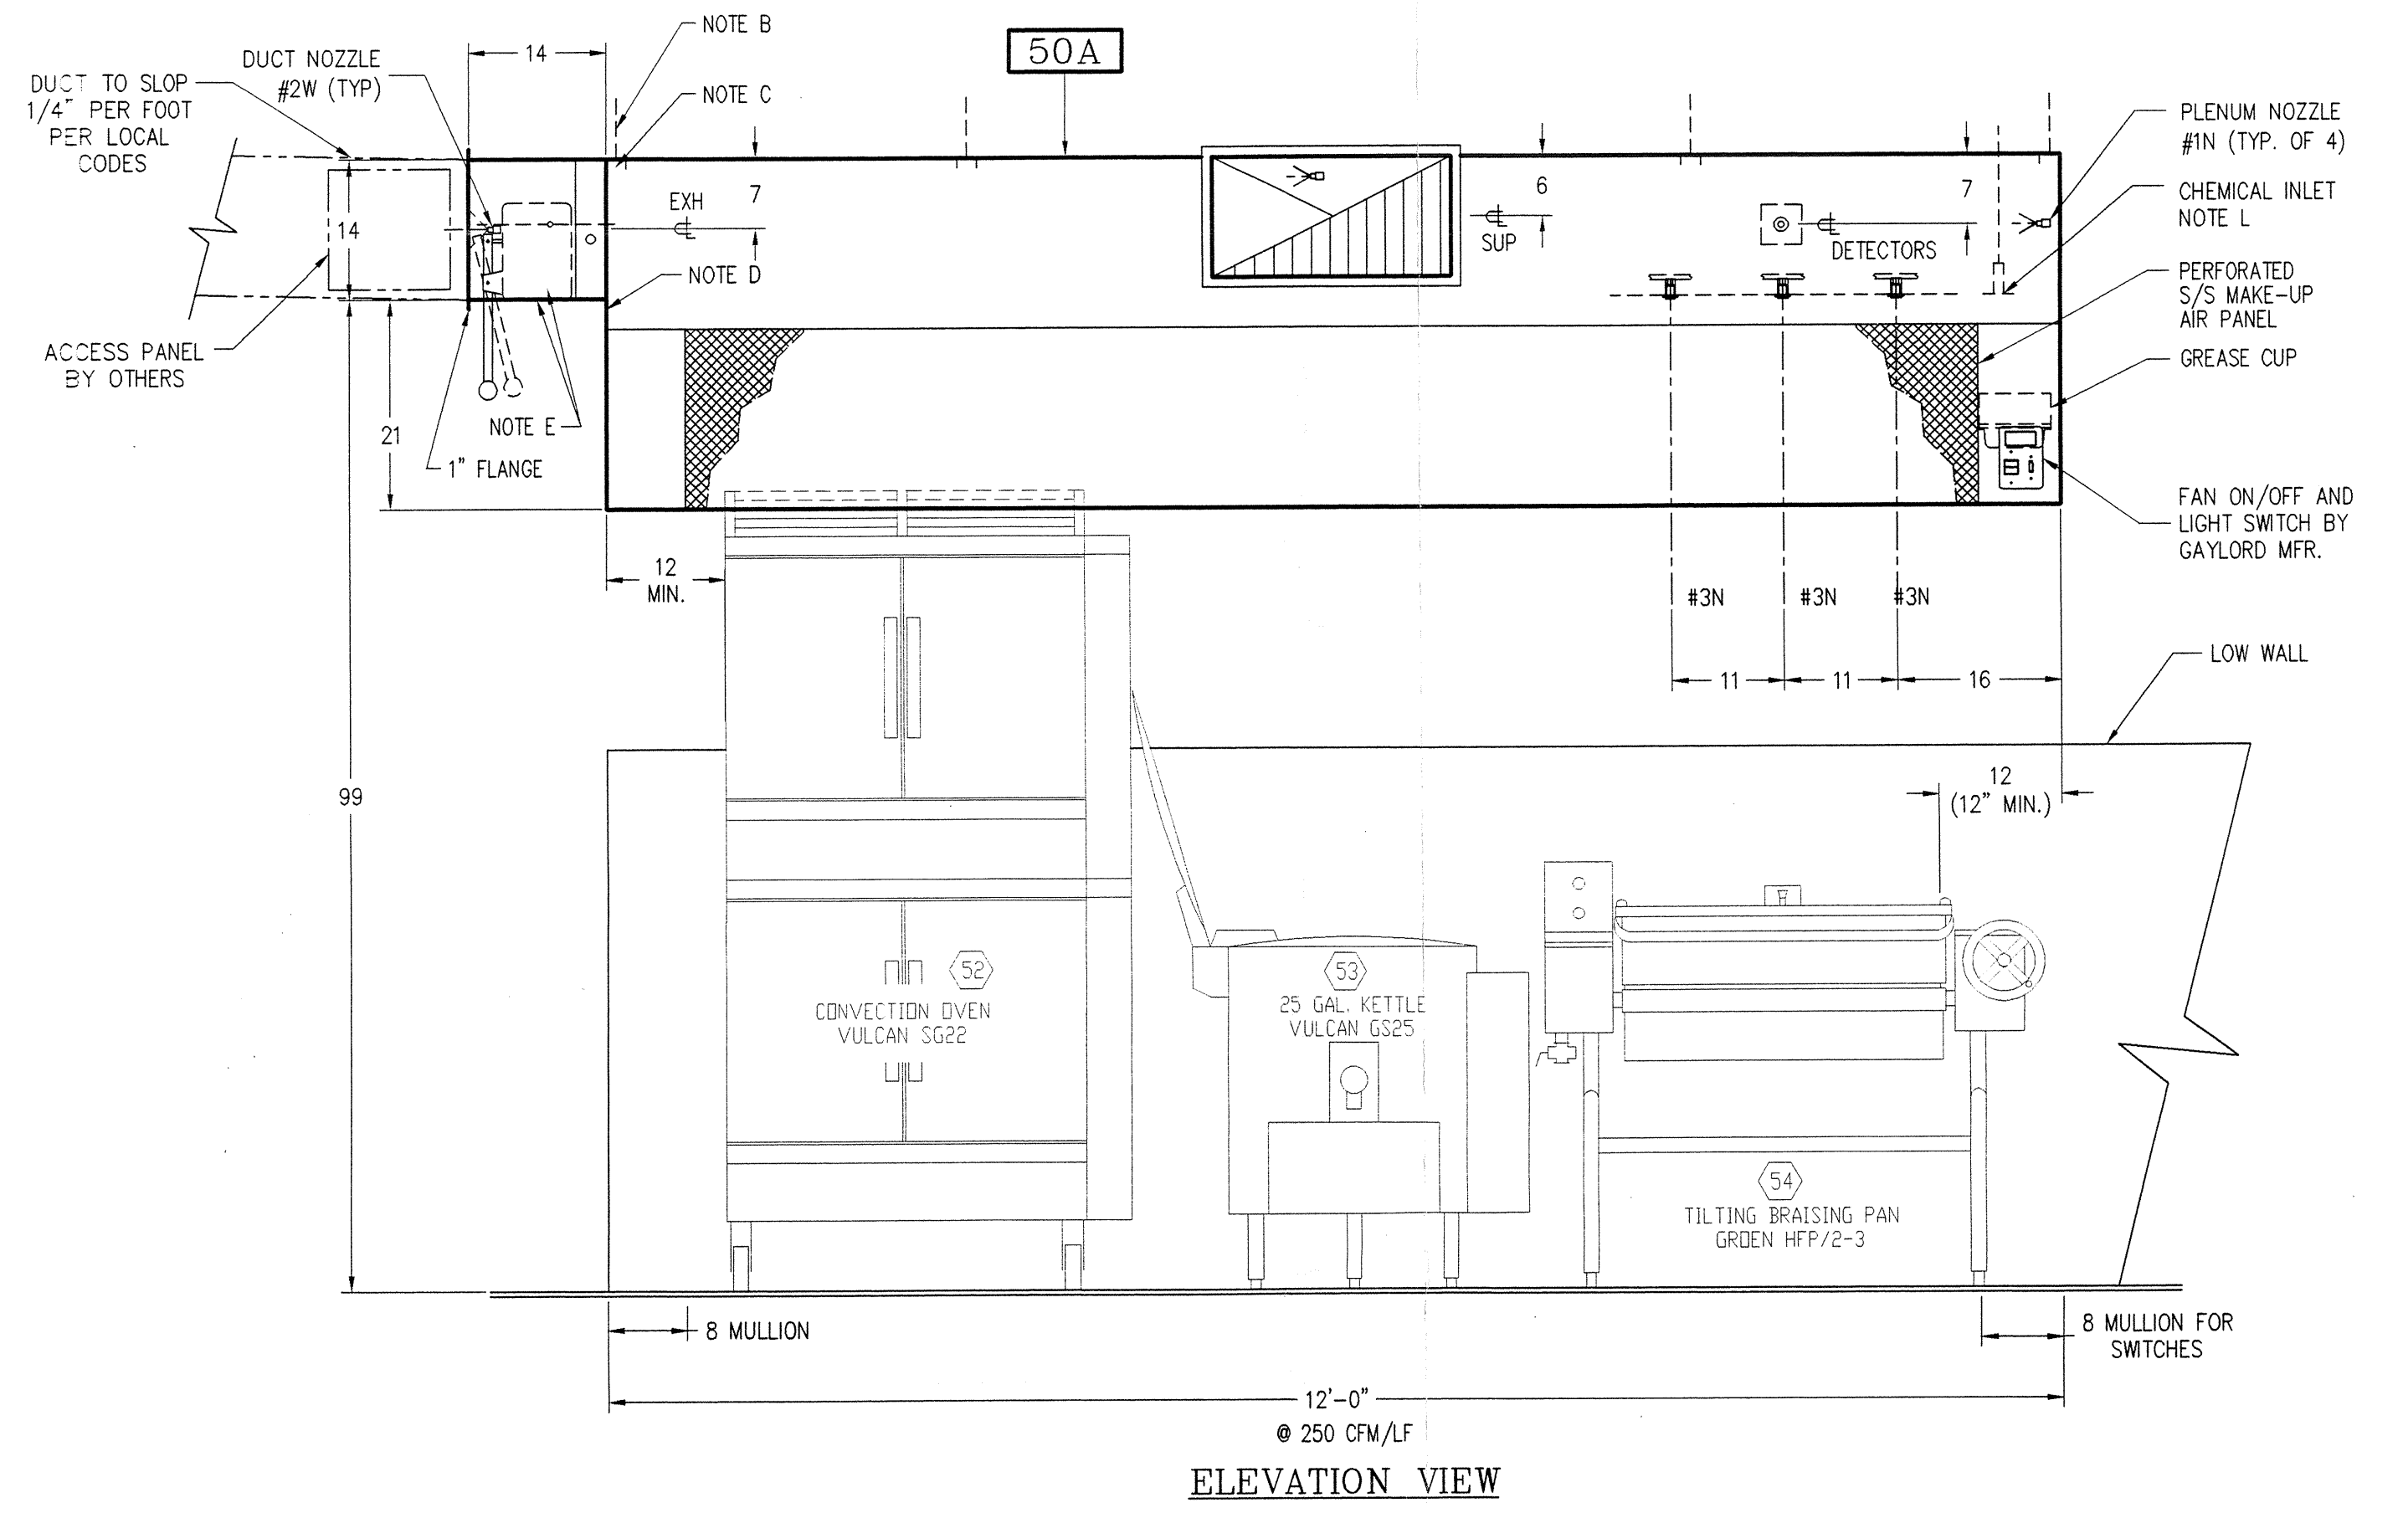 NOTE B
50A
DUCT NOZZLE
#2W (TYP)
14
DUCT TO SLOP
1/4" PER FOOT
PER LOCAL
CODES
NOTE C
PLENUM NOZZLE
#1N (TYP. OF 4)
EXH
7
6
7
CHEMICAL INLET
NOTE L
14
SUP
DETECTORS
NOTE D
PERFORATED
S/S MAKE-UP
AIR PANEL
ACCESS PANEL
BY OTHERS
GREASE CUP
21
NOTE E
1" FLANGE
FAN ON/OFF AND
LIGHT SWITCH BY
GAYLORD MFR.
12
MIN.
#3N
#3N
#3N
LOW WALL
11
11
16
99
12
(12" MIN.)
52
CONVECTION OVEN
VULCAN SG22
53
25 GAL. KETTLE
VULCAN GS25
54
TILTING BRAISING PAN
GROEN HFP/2-3
8 MULLION
8 MULLION FOR
SWITCHES
12'-0"
@ 250 CFM/LF
ELEVATION VIEW